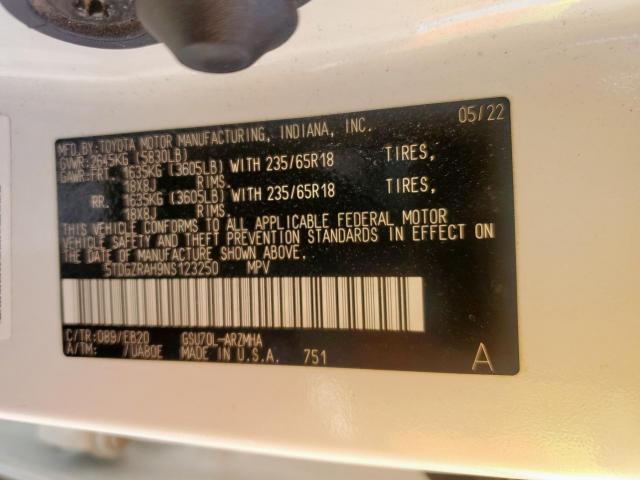 05/22
MFD.BY:TOYOTA MOTOR MANUFACTURING, INDIANA, INC.
GVWR:2645KG (5830LB)
GAWR:FRT. 1635KG (3605LB) WITH 235/65R18 TIRES,
18X8J RIMS.
RR. 1635KG (3605LB) WITH 235/65R18 TIRES,
18X8J RIMS.
THIS VEHICLE CONFORMS TO ALL APPLICABLE FEDERAL MOTOR
VEHICLE SAFETY AND THEFT PREVENTION STANDARDS IN EFFECT ON
THE DATE OF MANUFACTURE SHOWN ABOVE.
5TDGZRAH9NS123250 MPV
C/TR:089/EB20 GSU70L-ARZMHA
A/TM: /UA80E MADE IN U.S.A. 751 A